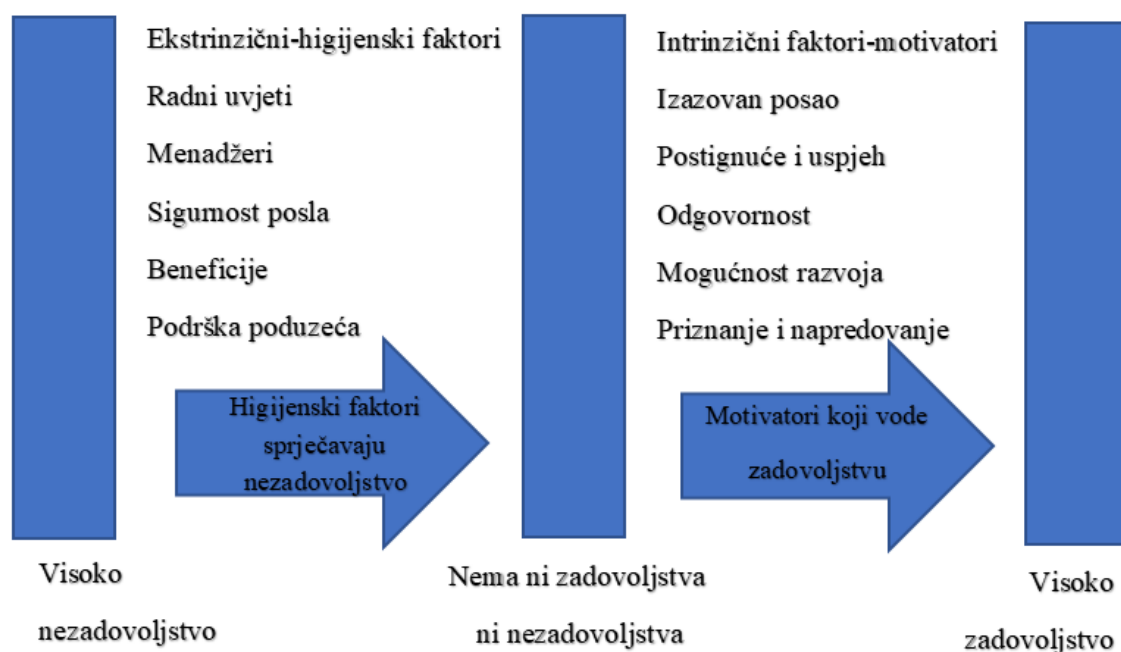 Ekstrinzični-higijenski faktori
Radni uvjeti
Menadžeri
Sigurnost posla
Beneficije
Podrška poduzeća
Higijenski faktori
sprječavaju
nezadovoljstvo
Intrinzični faktori-motivatori
Izazovan posao
Postignuće i uspjeh
Odgovornost
Mogućnost razvoja
Priznanje i napredovanje
Motivatori koji vode
zadovoljstvu
Visoko
nezadovoljstvo
Nema ni zadovoljstva
ni nezadovoljstva
Visoko
zadovoljstvo